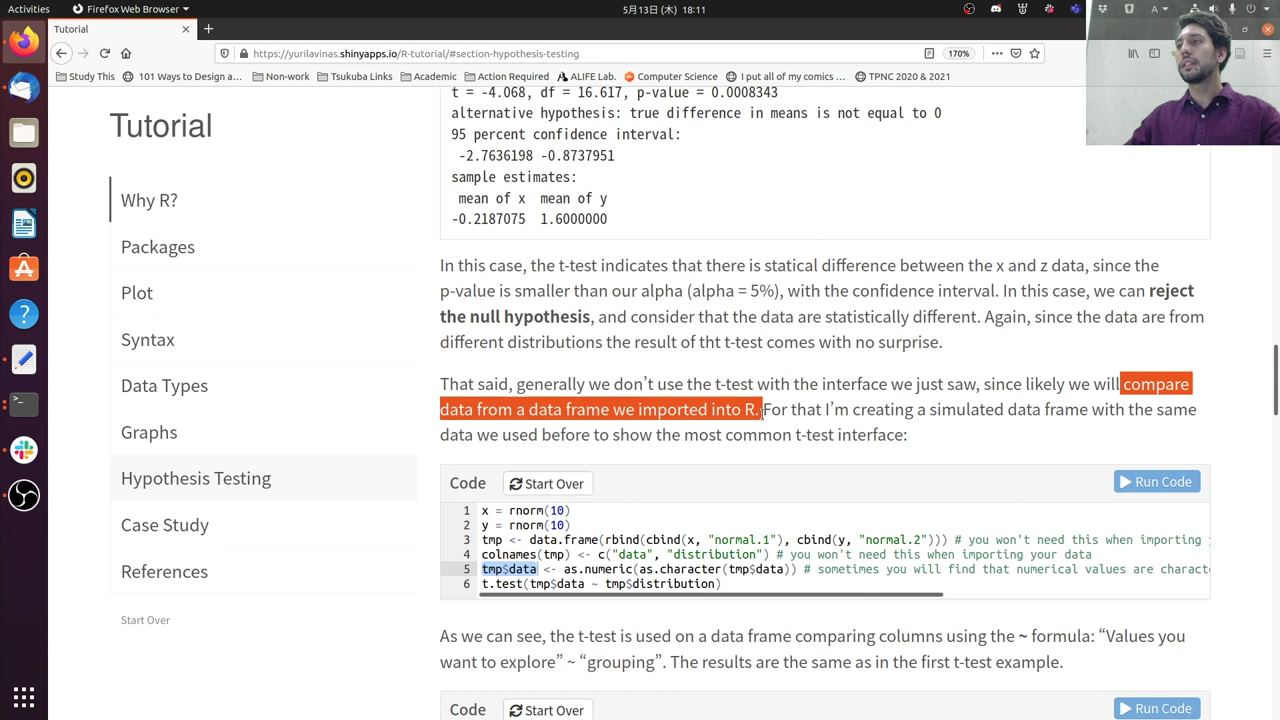 Activities
Firefox Web Browser
5月13日(木) • 18:11
A
Tutorial
https://yurilavinas.shinyapps.io/R-tutorial/#section-hypothesis-testing
170%
Study This
101 Ways to Design a…
Non-work
Tsukuba Links
Academic
Action Required
ALIFE Lab.
Computer Science
I put all of my comics …
TPNC 2020 & 2021
Tutorial
Why R?
Packages
Plot
Syntax
Data Types
Graphs
Hypothesis Testing
Case Study
References
Start Over
t = -4.068, df = 16.617, p-value = 0.0008343
alternative hypothesis: true difference in means is not equal to 0
95 percent confidence interval:
-2.7636198 -0.8737951
sample estimates:
mean of x mean of y
-0.2187075 1.6000000
In this case, the t-test indicates that there is statical difference between the x and z data, since the
p-value is smaller than our alpha (alpha = 5%), with the confidence interval. In this case, we can reject
the null hypothesis, and consider that the data are statistically different. Again, since the data are from
different distributions the result of tht t-test comes with no surprise.
That said, generally we don't use the t-test with the interface we just saw, since likely we will compare
data from a data frame we imported into R. For that I'm creating a simulated data frame with the same
data we used before to show the most common t-test interface:
Code
Start Over
Run Code
1 x = rnorm(10)
2 y = rnorm(10)
3 tmp <- data.frame(rbind(cbind(x, "normal.1"), cbind(y, "normal.2"))) # you won't need this when importing
4 colnames(tmp) <- c("data", "distribution") # you won't need this when importing your data
5 tmp$data <- as.numeric(as.character(tmp$data)) # sometimes you will find that numerical values are characte
6 t.test(tmp$data ~ tmp$distribution)
As we can see, the t-test is used on a data frame comparing columns using the ~ formula: “Values you
want to explore” ~ “grouping”. The results are the same as in the first t-test example.
Code
Start Over
Run Code